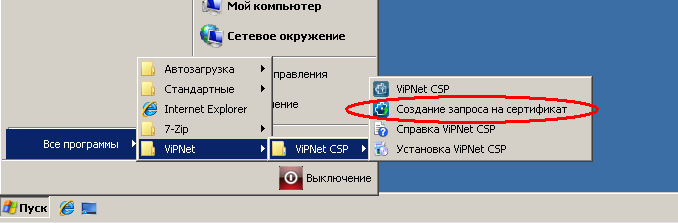 Мой компьютер
Сетевое окружение
Автозагрузка
Стандартные
Internet Explorer
7-Zip
ViPNet
равления
ение
ViPNet CSP
ViPNet CSP
Создание запроса на сертификат
Справка ViPNet CSP
Установка ViPNet CSP
Все программы
Выключение
Пуск